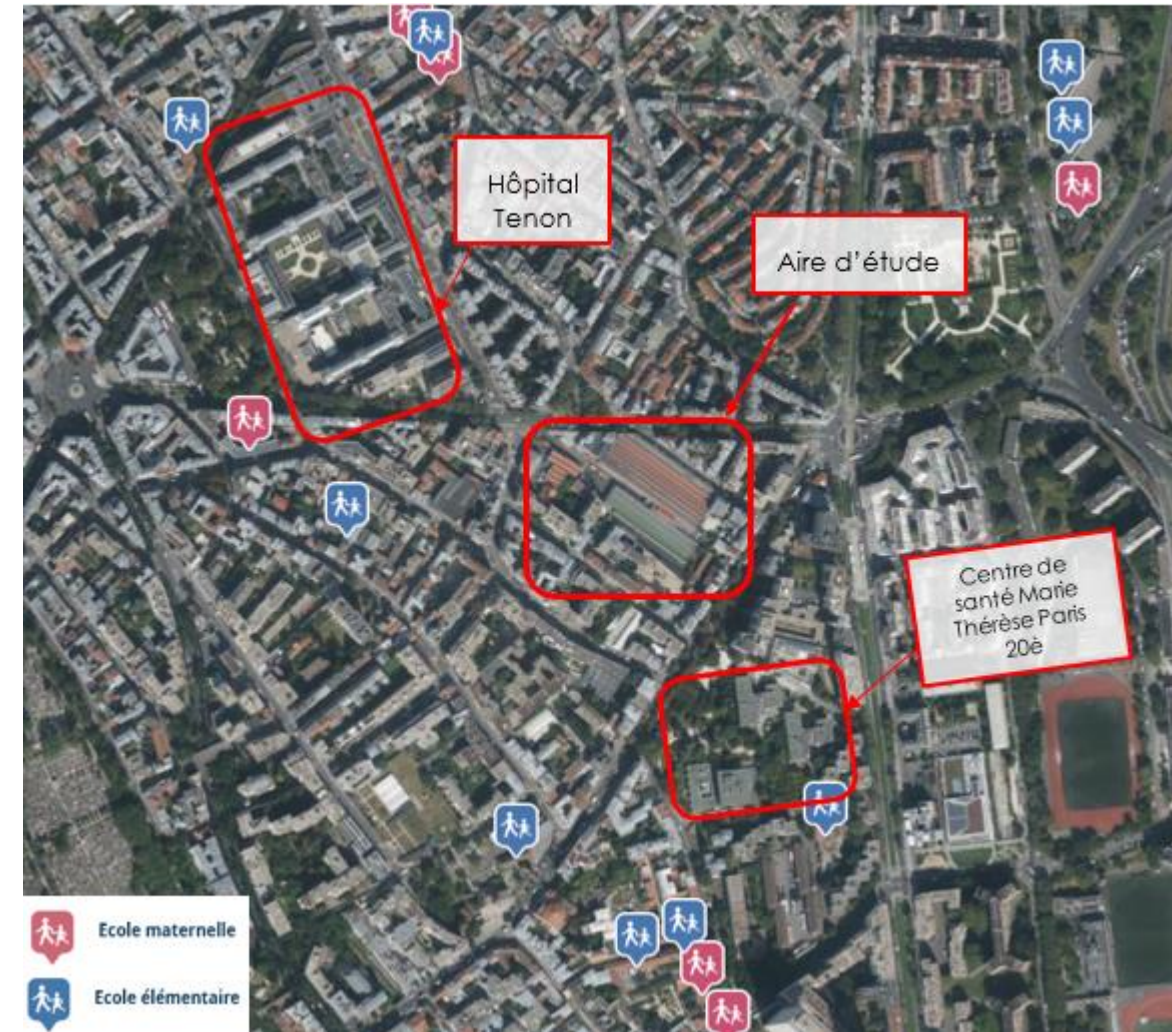 Hôpital
Tenon
Aire d'étude
Centre de
santé Marie
Thérèse Paris
20è
Ecole maternelle
Ecole élémentaire